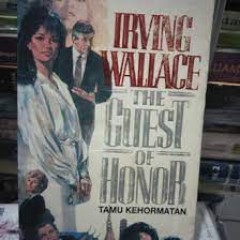 IRVING
WALLACE
THE
GUEST
OF
HONOR
TAMU KEHORMATAN